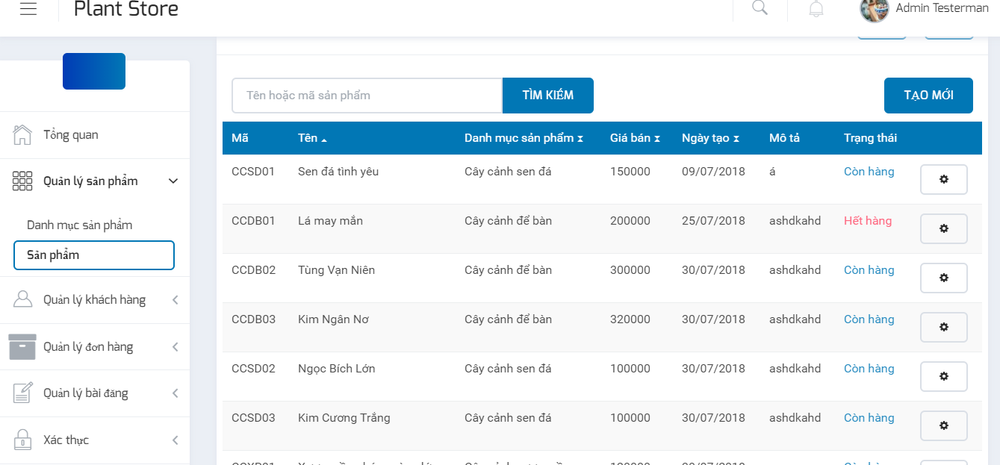 Plant Store
Admin Testerman
Tên hoặc mã sản phẩm
TÌM KIẾM
TẠO MỚI
Tổng quan
Quản lý sản phẩm
Danh mục sản phẩm
Sản phẩm
Quản lý khách hàng
Quản lý đơn hàng
Quản lý bài đăng
Xác thực
Mã Tên Danh mục sản phẩm Giá bán Ngày tạo Mô tả Trạng thái
CCSD01 Sen đá tình yêu Cây cảnh sen đá 150000 09/07/2018 á Còn hàng
CCDB01 Lá may mắn Cây cảnh để bàn 200000 25/07/2018 ashdkahd Hết hàng
CCDB02 Tùng Vạn Niên Cây cảnh để bàn 300000 30/07/2018 ashdkahd Còn hàng
CCDB03 Kim Ngân Nơ Cây cảnh để bàn 320000 30/07/2018 ashdkahd Còn hàng
CCSD02 Ngọc Bích Lớn Cây cảnh sen đá 100000 30/07/2018 ashdkahd Còn hàng
CCSD03 Kim Cương Trắng Cây cảnh sen đá 100000 30/07/2018 ashdkahd Còn hàng